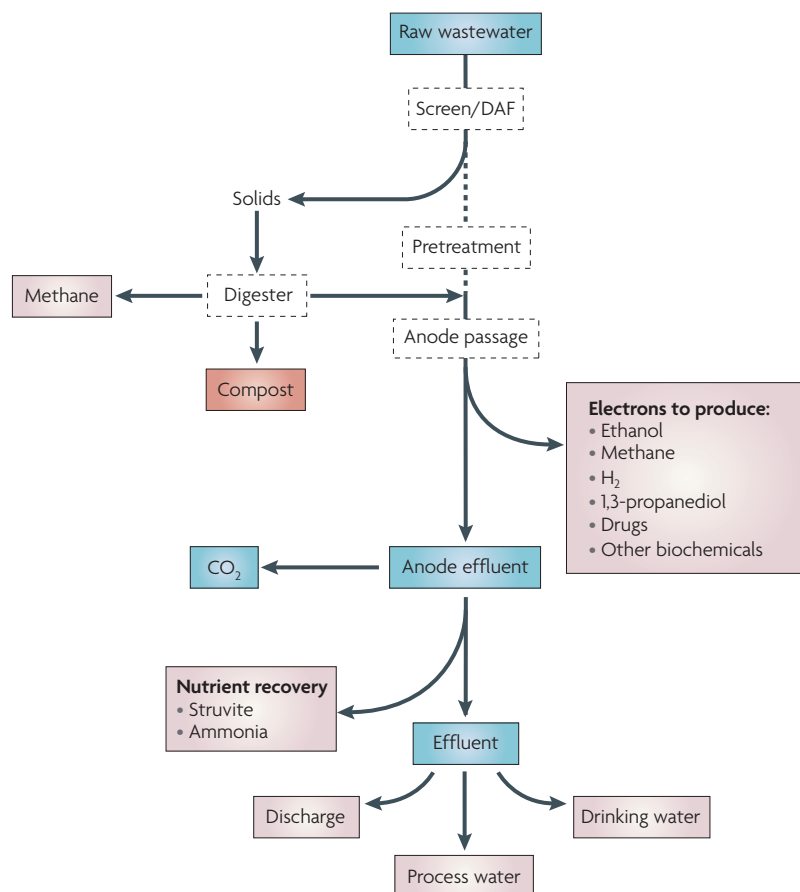 Raw wastewater
Screen/DAF
Solids
Pretreatment
Methane
Digester
Anode passage
Compost
Electrons to produce:
• Ethanol
• Methane
• H₂
• 1,3-propanediol
• Drugs
• Other biochemicals
CO₂
Anode effluent
Nutrient recovery
• Struvite
• Ammonia
Effluent
Discharge
Drinking water
Process water